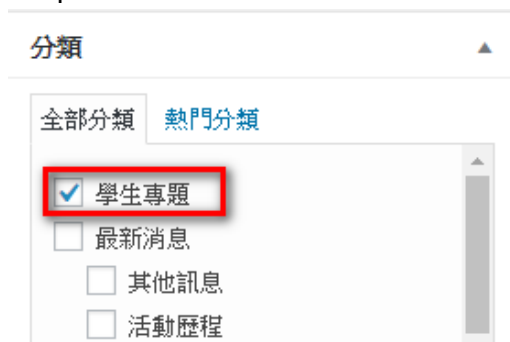 分類
全部分類 熱門分類
學生專題
最新消息
其他訊息
活動歷程